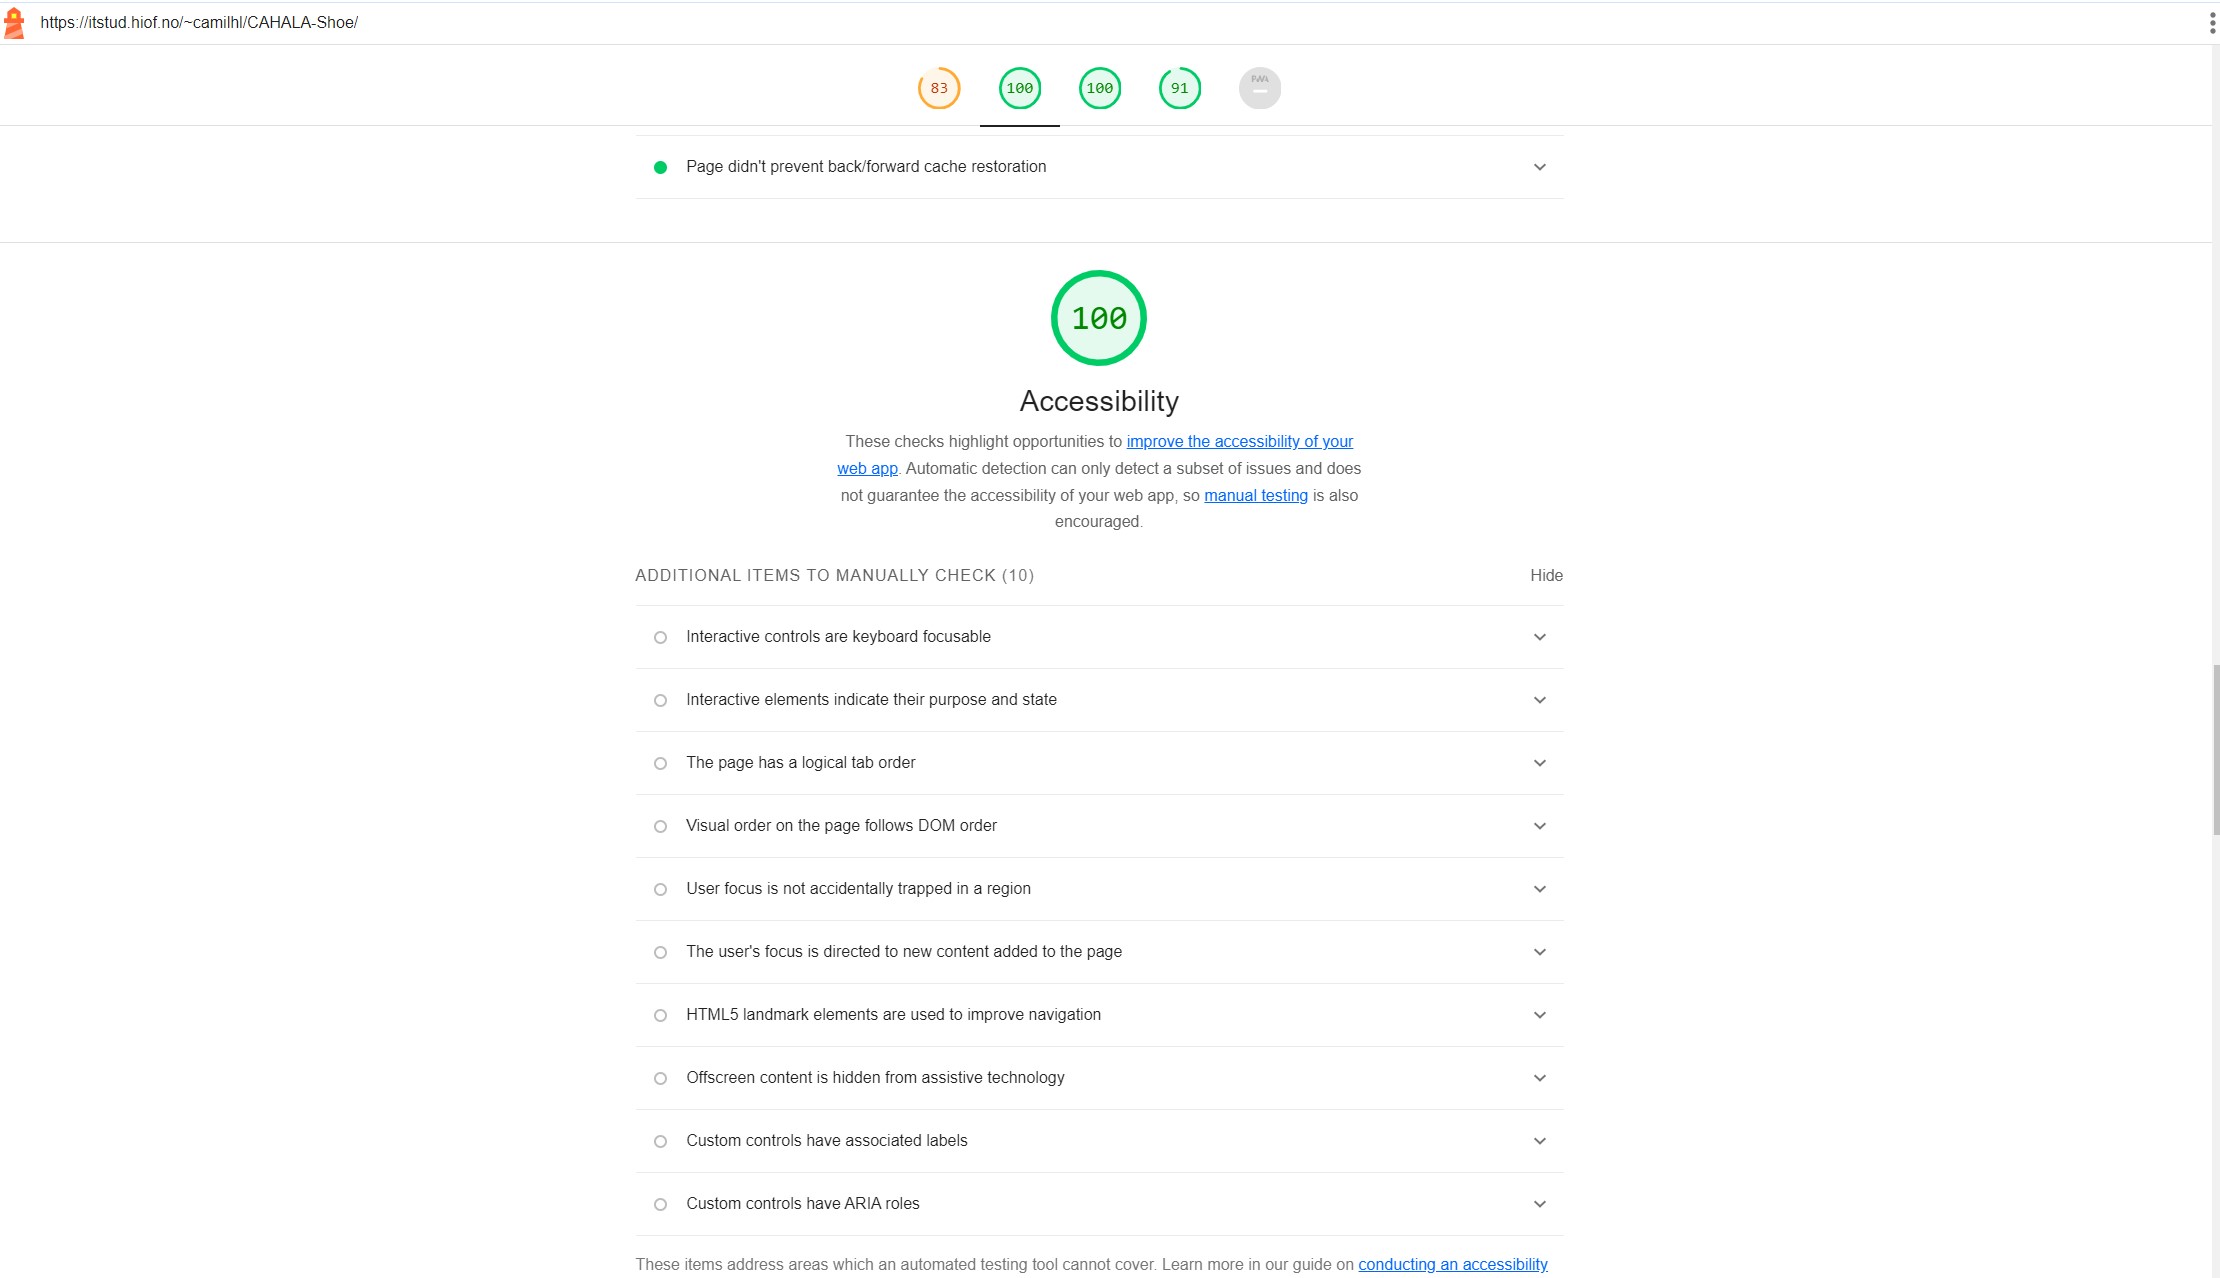 https://itstud.hiof.no/~camilhl/CAHALA-Shoe/
83 100 100 91 PWA
Page didn't prevent back/forward cache restoration
100
Accessibility
These checks highlight opportunities to improve the accessibility of your
web app. Automatic detection can only detect a subset of issues and does
not guarantee the accessibility of your web app, so manual testing is also
encouraged.
ADDITIONAL ITEMS TO MANUALLY CHECK (10) Hide
Interactive controls are keyboard focusable
Interactive elements indicate their purpose and state
The page has a logical tab order
Visual order on the page follows DOM order
User focus is not accidentally trapped in a region
The user's focus is directed to new content added to the page
HTML5 landmark elements are used to improve navigation
Offscreen content is hidden from assistive technology
Custom controls have associated labels
Custom controls have ARIA roles
These items address areas which an automated testing tool cannot cover. Learn more in our guide on conducting an accessibility